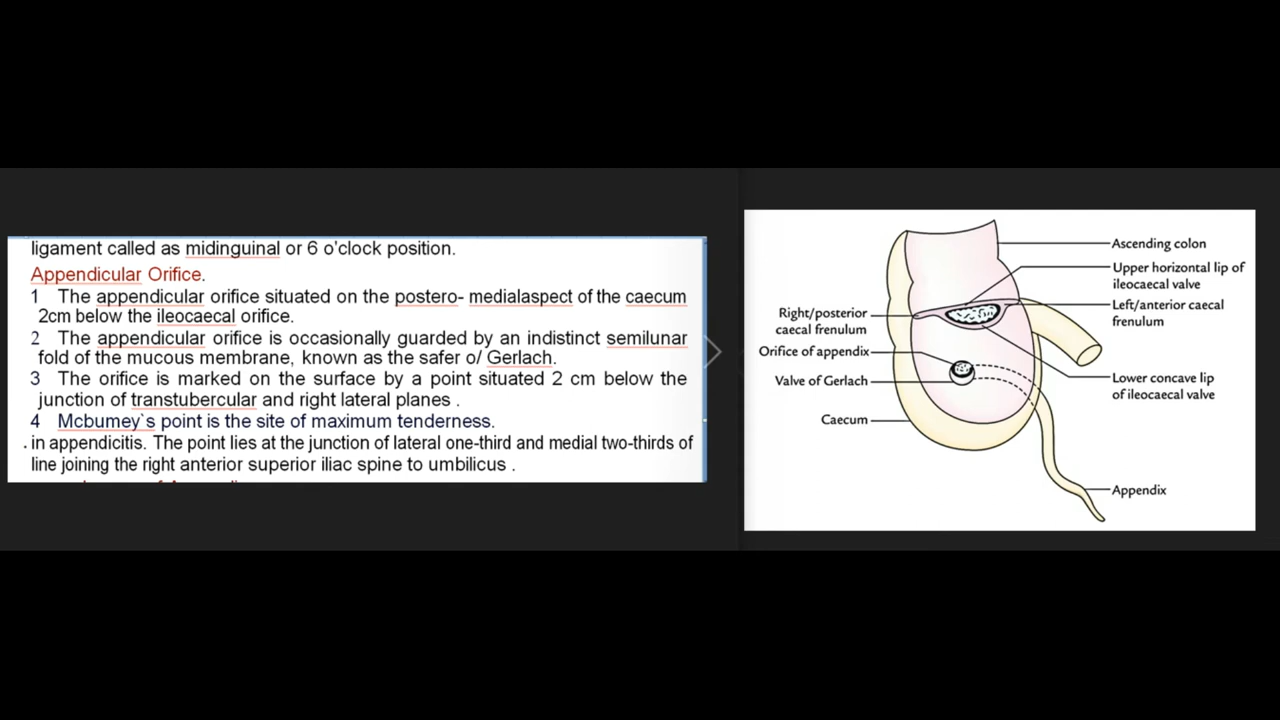 ligament called as midinguinal or 6 o'clock position.
Appendicular Orifice.
1 The appendicular orifice situated on the postero- medialaspect of the caecum
2cm below the ileocaecal orifice.
2 The appendicular orifice is occasionally guarded by an indistinct semilunar
fold of the mucous membrane, known as the safer o/ Gerlach.
3 The orifice is marked on the surface by a point situated 2 cm below the
junction of transtubercular and right lateral planes .
4 Mcbumey`s point is the site of maximum tenderness.
. in appendicitis. The point lies at the junction of lateral one-third and medial two-thirds of
line joining the right anterior superior iliac spine to umbilicus .
Ascending colon
Upper horizontal lip of
ileocaecal valve
Left/anterior caecal
frenulum
Right/posterior
caecal frenulum
Orifice of appendix
Valve of Gerlach
Caecum
Lower concave lip
of ileocaecal valve
Appendix